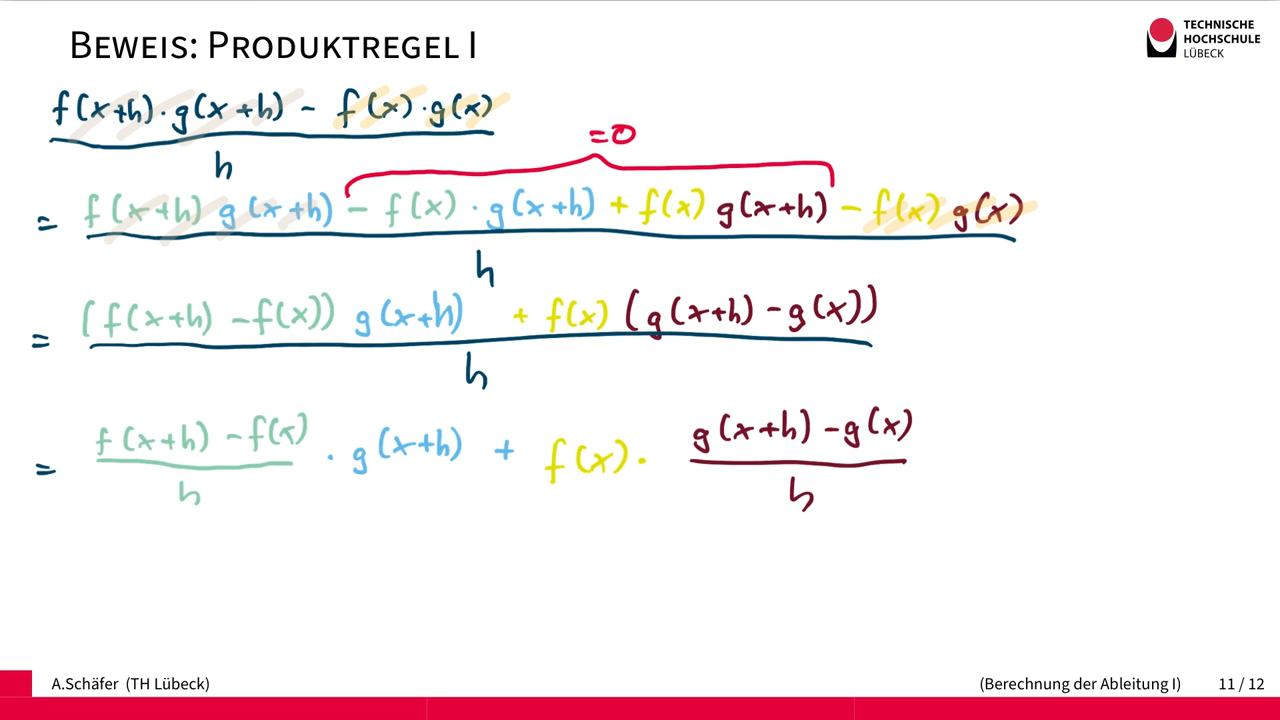 BEWEIS: PRODUKTREGEL I
TECHNISCHE
HOCHSCHULE
LÜBECK
f(x+h)·g(x+h) - f(x)·g(x)
h
=0
= f(x+h) g(x+h) - f(x)·g(x+h) + f(x) g(x+h) - f(x) g(x)
h
= (f(x+h) - f(x)) g(x+h) + f(x) (g(x+h) - g(x))
h
= f(x+h) - f(x) · g(x+h) + f(x) · g(x+h) - g(x)
h h
A.Schäfer (TH Lübeck) (Berechnung der Ableitung I) 11 / 12